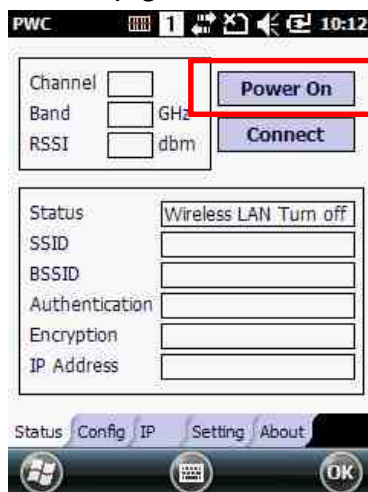 PWC 1 10:12
Channel
Power On
Band GHz
RSSI dbm
Connect
Status Wireless LAN Turn off
SSID
BSSID
Authentication
Encryption
IP Address
Status Config IP Setting About
OK